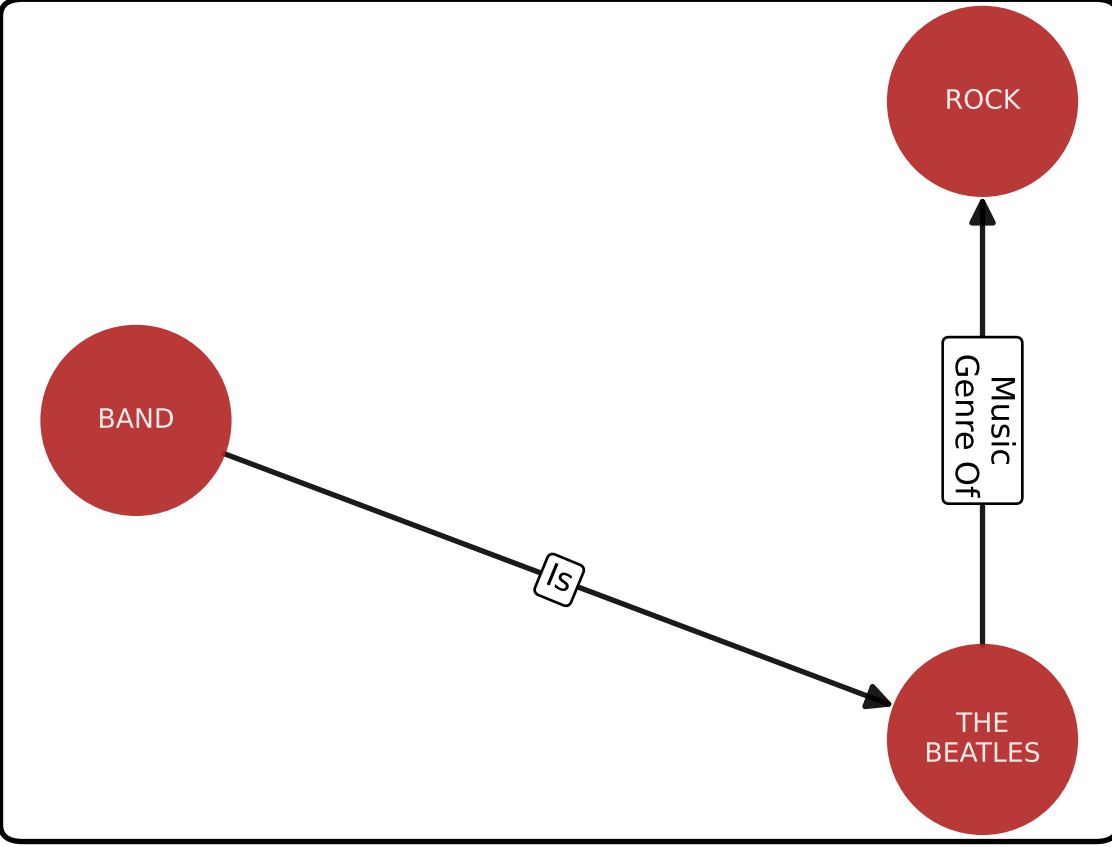 ROCK
BAND
Music
Genre Of
Is
THE
BEATLES